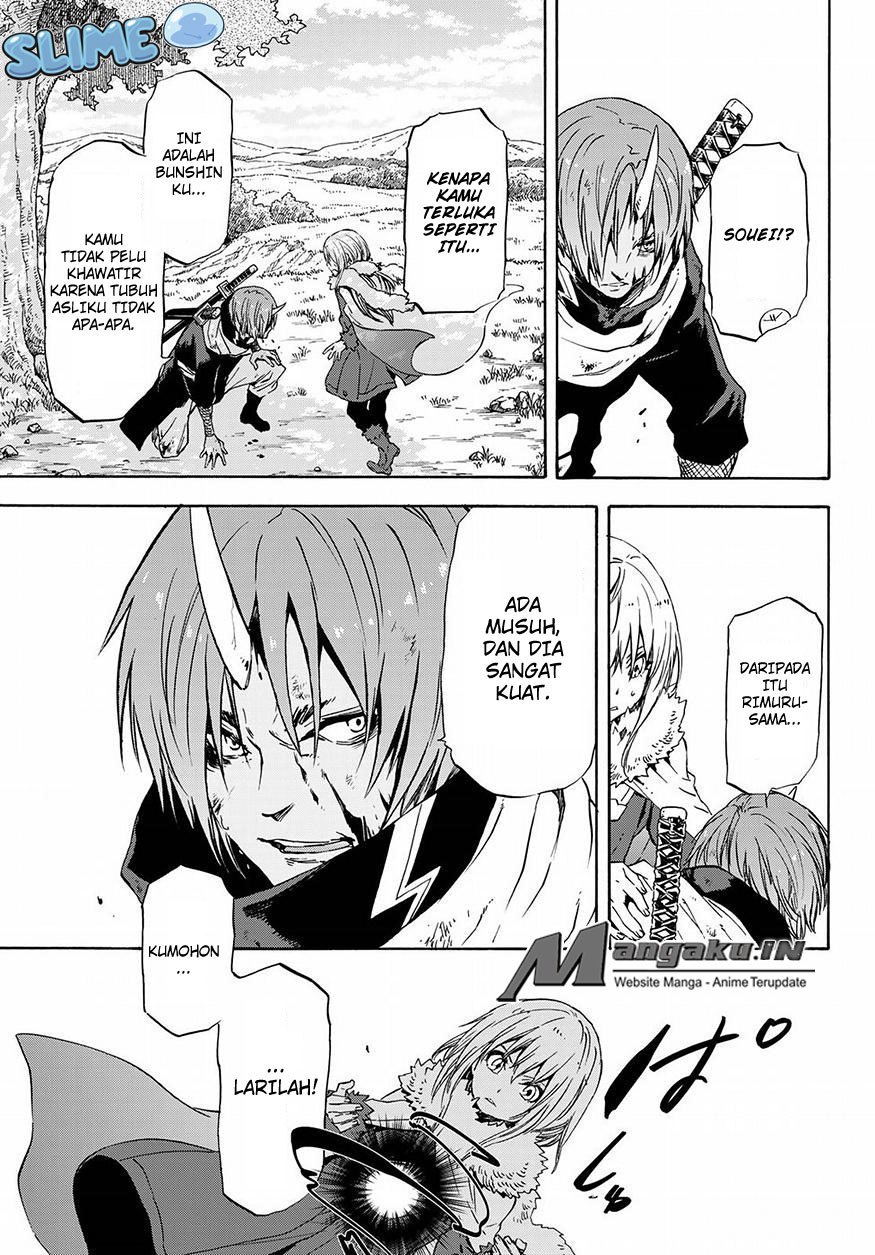 SLIME
SOUEI!?
KENAPA
KAMU
TERLUKA
SEPERTI
ITU...
INI
ADALAH
BUNSHIN
KU...
KAMU
TIDAK PELU
KHAWATIR
KARENA TUBUH
ASLIKU TIDAK
APA-APA.
DARIPADA
ITU
RIMURU-
SAMA...
ADA
MUSUH,
DAN DIA
SANGAT
KUAT.
KUMOHON
...
...
LARILAH!
Mangaku.IN
Website Manga - Anime Terupdate
ぱしゅ